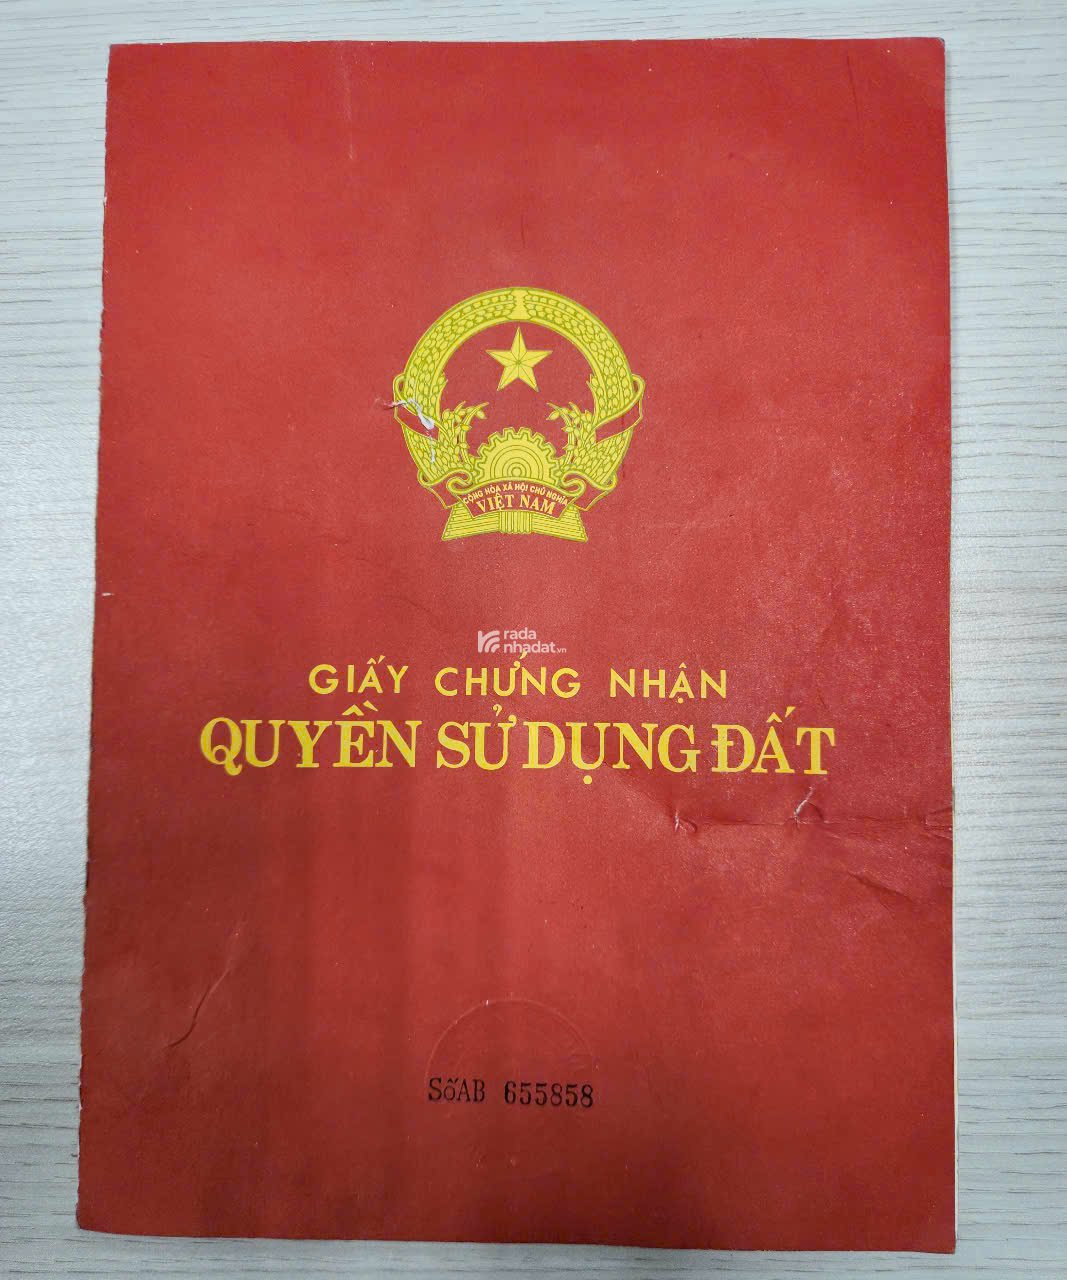 CỘNG HÒA XÃ HỘI CHỦ NGHĨA
VIỆT NAM
rada
nhadat.vn
GIẤY CHỨNG NHẬN
QUYỀN SỬ DỤNG ĐẤT
SốAB 655858